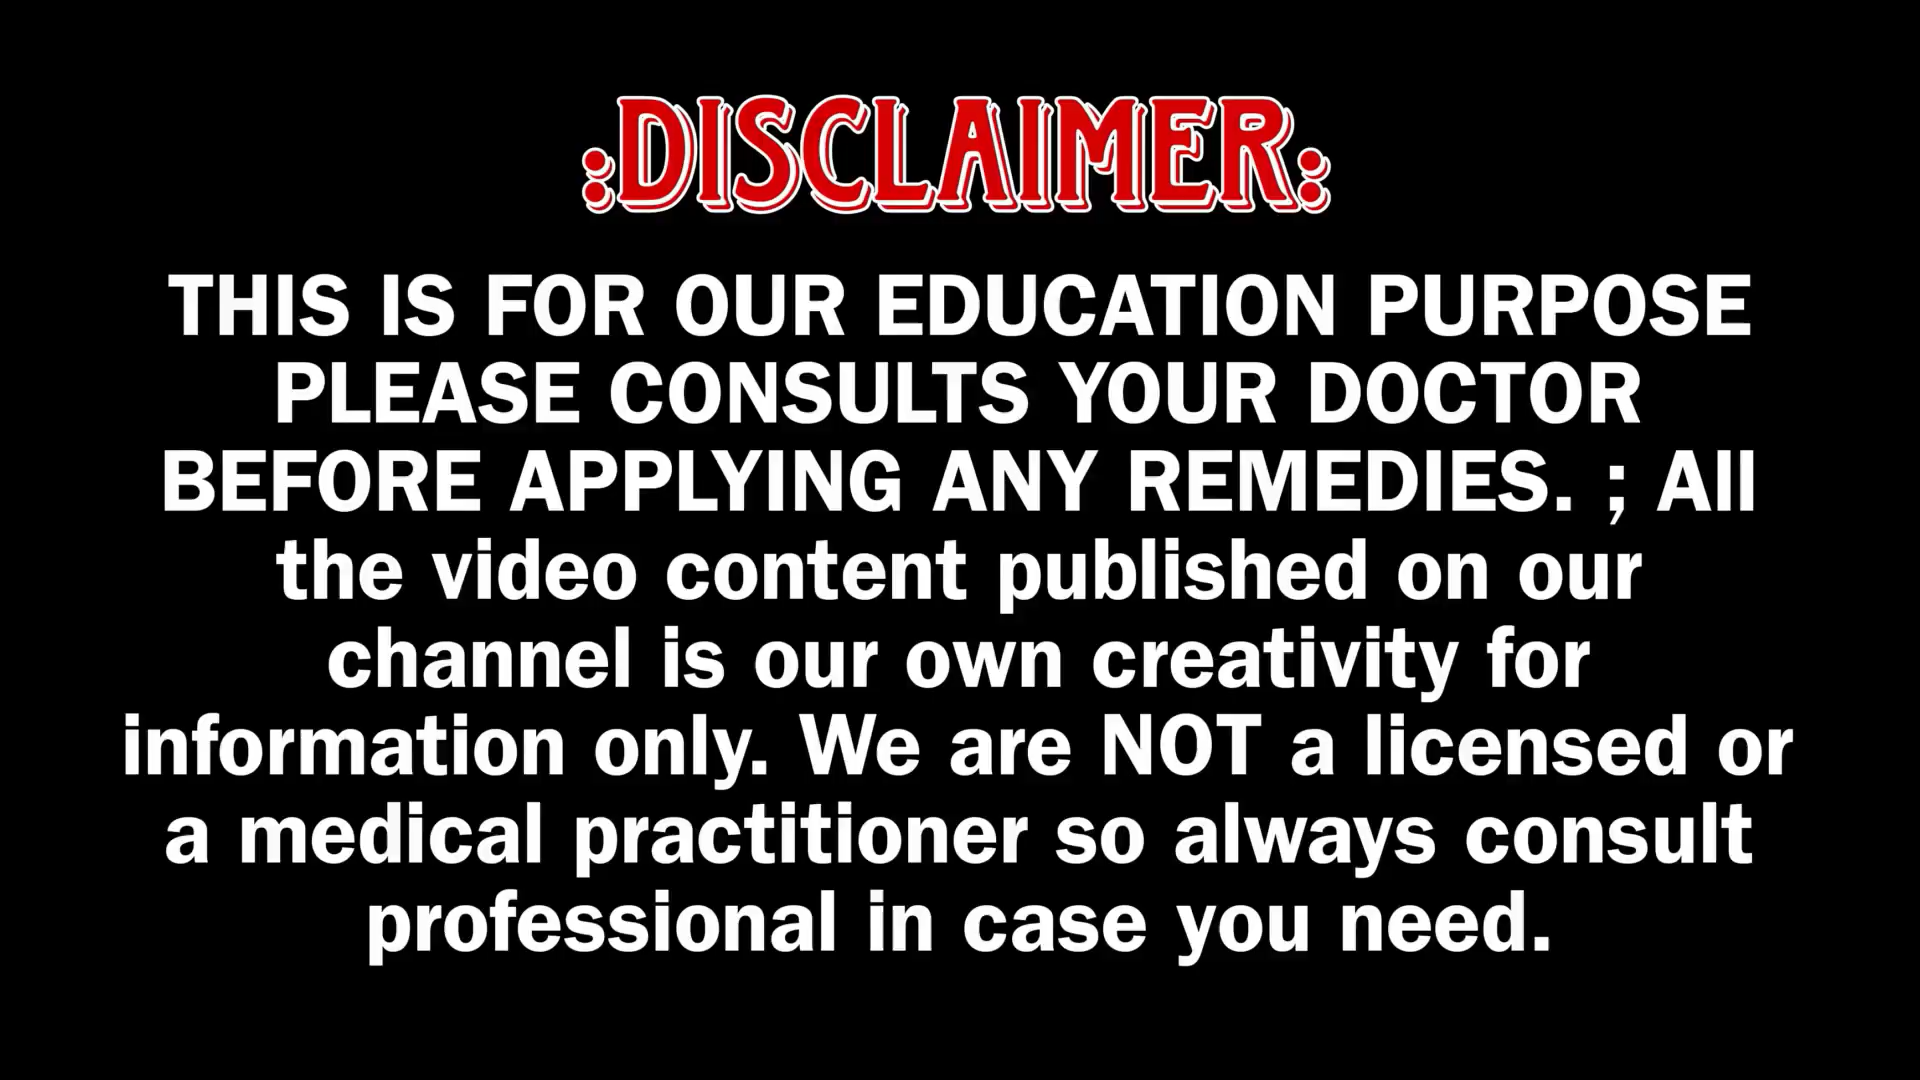 :DISCLAIMER:
THIS IS FOR OUR EDUCATION PURPOSE
PLEASE CONSULTS YOUR DOCTOR
BEFORE APPLYING ANY REMEDIES. ; All
the video content published on our
channel is our own creativity for
information only. We are NOT a licensed or
a medical practitioner so always consult
professional in case you need.